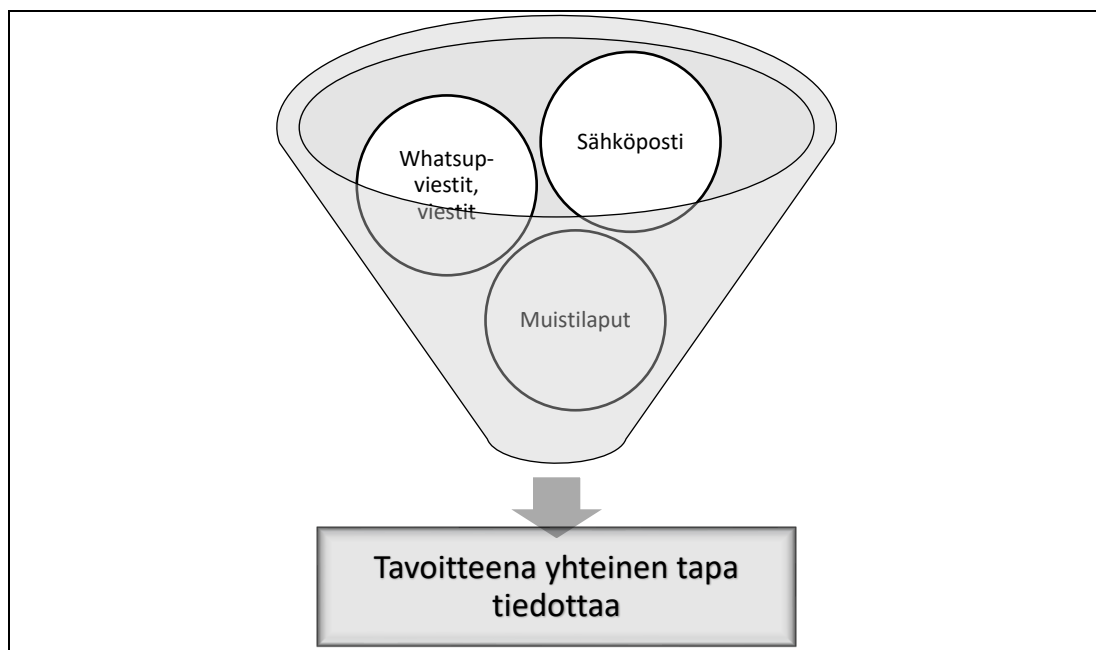 Whatsup-
viestit,
viestit
Sähköposti
Muistilaput
Tavoitteena yhteinen tapa
tiedottaa